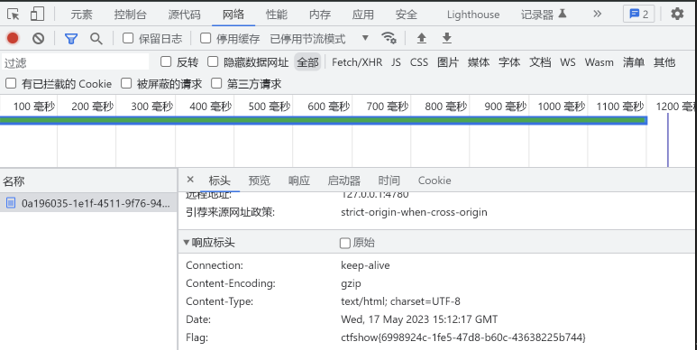 元素 控制台 源代码 网络 性能 内存 应用 安全 Lighthouse 记录器 » 2
保留日志 停用缓存 已停用节流模式
过滤 反转 隐藏数据网址 全部 Fetch/XHR JS CSS 图片 媒体 字体 文档 WS Wasm 清单 其他
有已拦截的 Cookie 被屏蔽的请求 第三方请求
100 毫秒 200 毫秒 300 毫秒 400 毫秒 500 毫秒 600 毫秒 700 毫秒 800 毫秒 900 毫秒 1000 毫秒 1100 毫秒 1200 毫秒
名称 × 标头 预览 响应 启动器 时间 Cookie
0a196035-1e1f-4511-9f76-94...
远程地址: 127.0.0.1:4780
引荐来源网址政策: strict-origin-when-cross-origin
▼响应标头 原始
Connection: keep-alive
Content-Encoding: gzip
Content-Type: text/html; charset=UTF-8
Date: Wed, 17 May 2023 15:12:17 GMT
Flag: ctfshow{6998924c-1fe5-47d8-b60c-43638225b744}